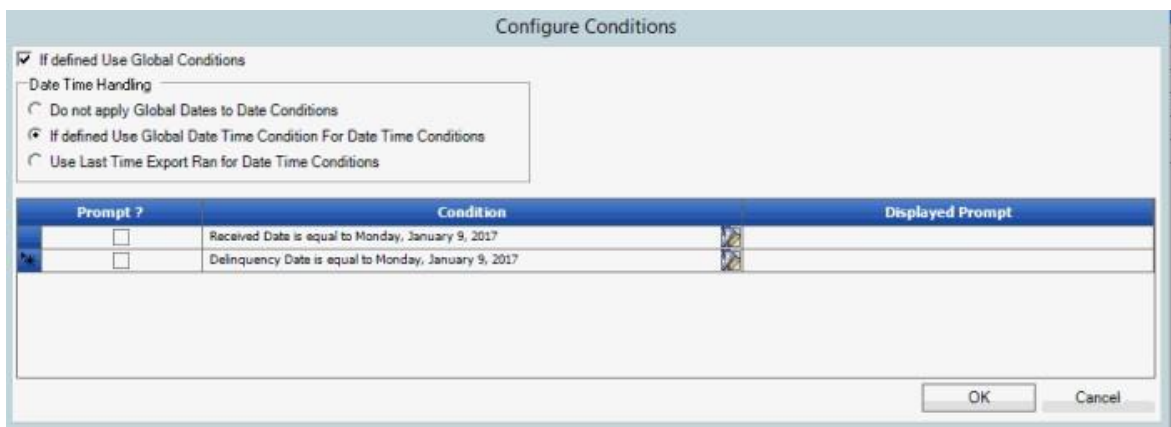 Configure Conditions
If defined Use Global Conditions
Date Time Handling
Do not apply Global Dates to Date Conditions
If defined Use Global Date Time Condition For Date Time Conditions
Use Last Time Export Ran for Date Time Conditions
Prompt ? Condition Displayed Prompt
Received Date is equal to Monday, January 9, 2017
Delinquency Date is equal to Monday, January 9, 2017
OK Cancel